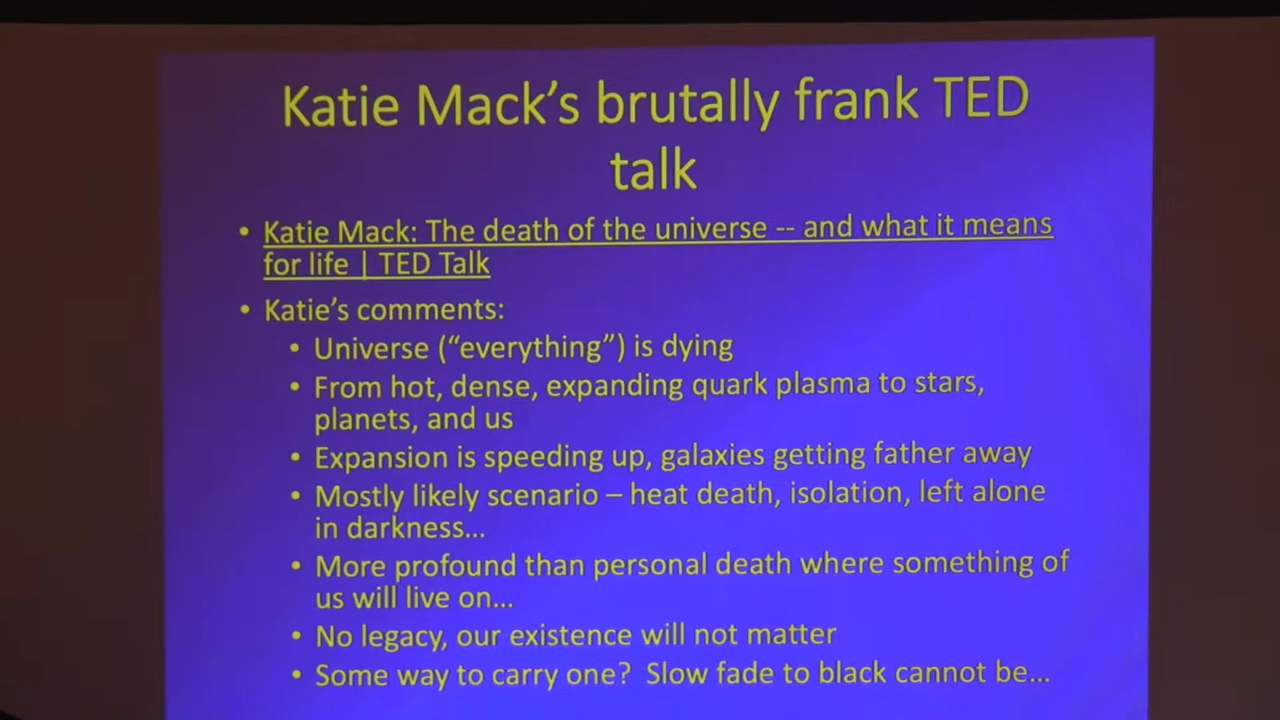 Katie Mack’s brutally frank TED
talk
• Katie Mack: The death of the universe -- and what it means
for life | TED Talk
• Katie’s comments:
• Universe (“everything”) is dying
• From hot, dense, expanding quark plasma to stars,
planets, and us
• Expansion is speeding up, galaxies getting father away
• Mostly likely scenario – heat death, isolation, left alone
in darkness…
• More profound than personal death where something of
us will live on…
• No legacy, our existence will not matter
• Some way to carry one?  Slow fade to black cannot be…